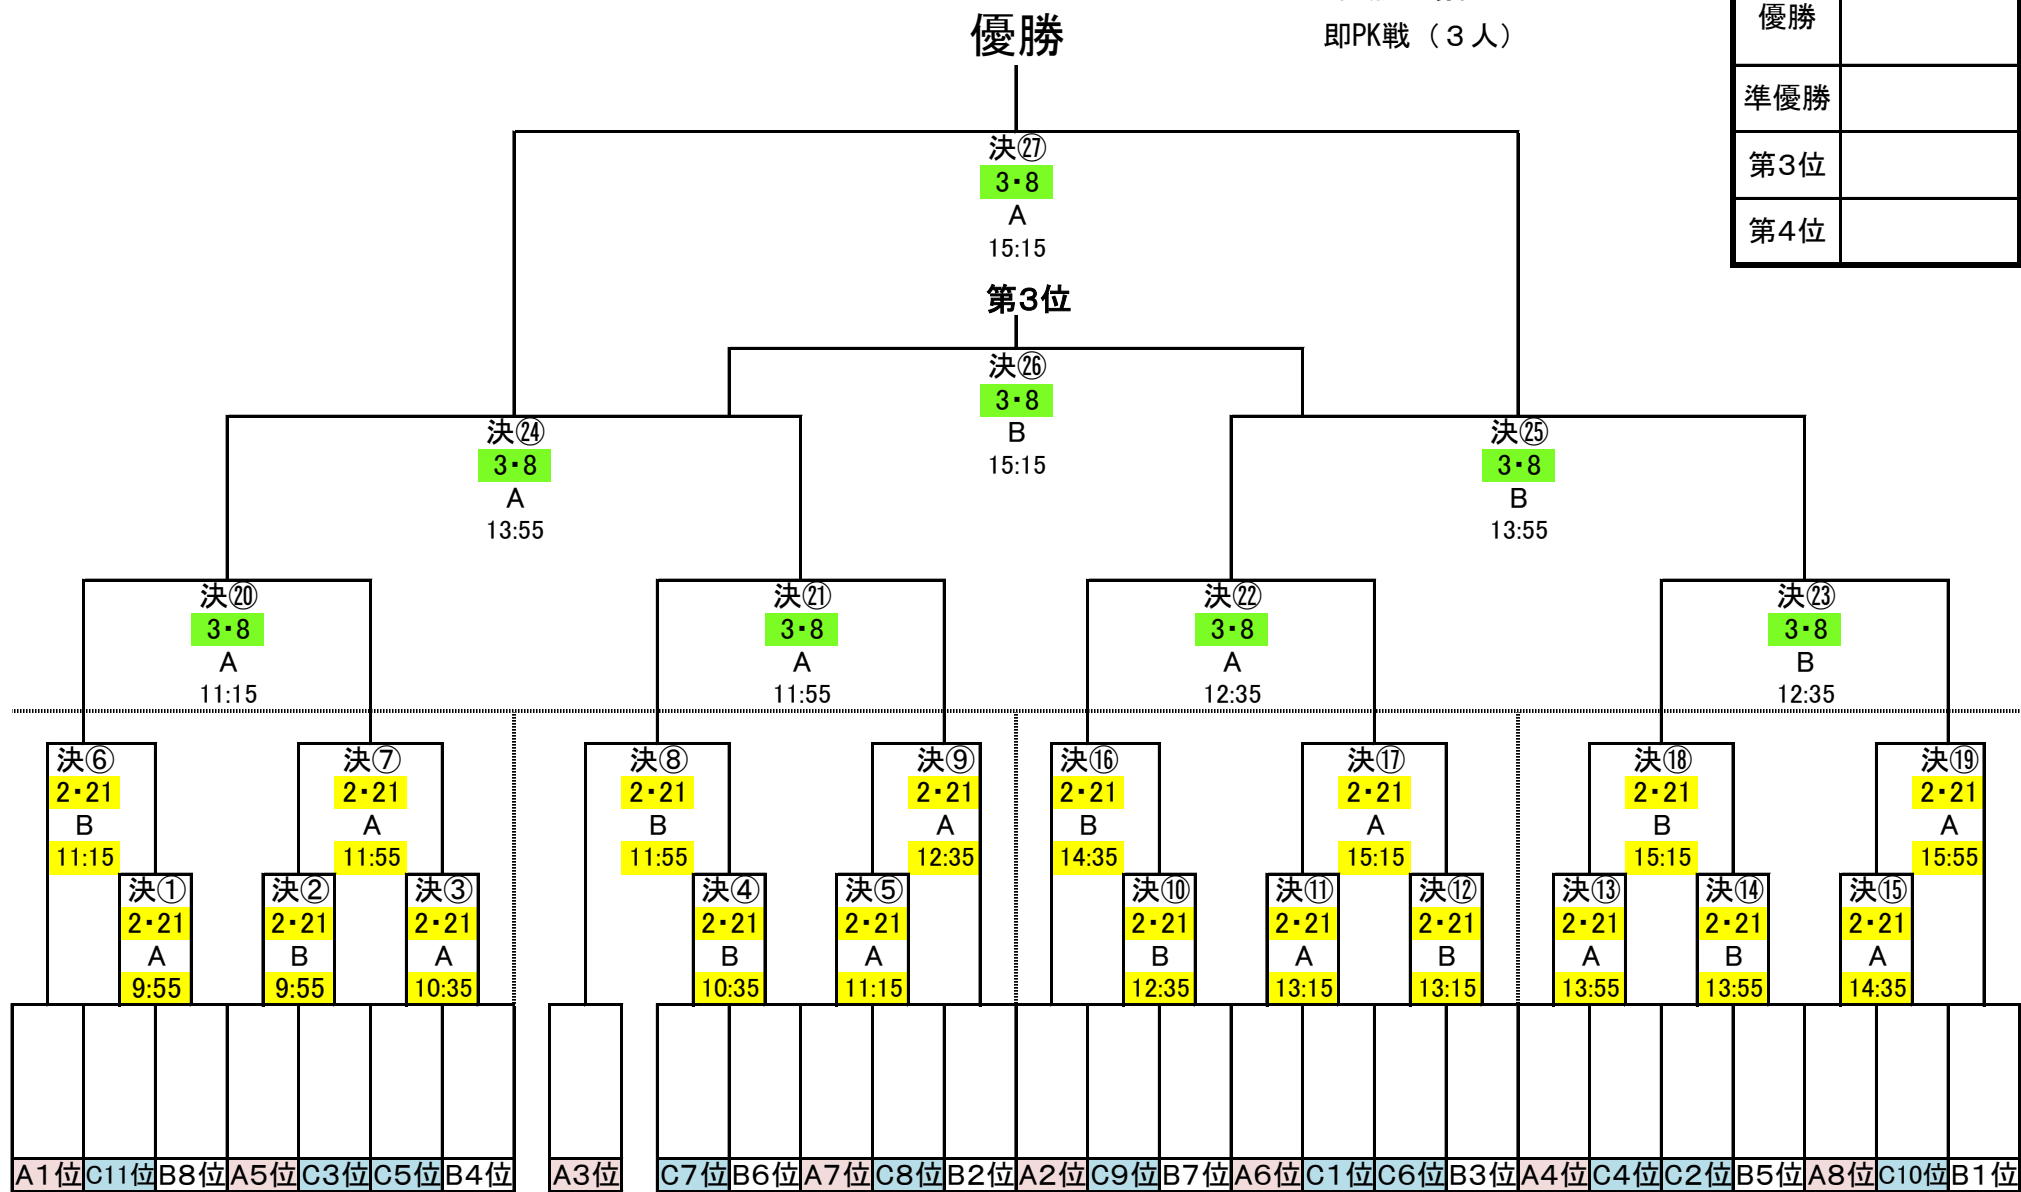 優勝
即PK戦（３人）
優勝
準優勝
第3位
第4位
決㉗
3・8
A
15:15
第3位
決㉖
3・8
B
15:15
決㉔
3・8
A
13:55
決㉕
3・8
B
13:55
決⑳
3・8
A
11:15
決㉑
3・8
A
11:55
決㉒
3・8
A
12:35
決㉓
3・8
B
12:35
決⑥
2・21
B
11:15
決⑦
2・21
A
11:55
決⑧
2・21
B
11:55
決⑨
2・21
A
12:35
決⑯
2・21
B
14:35
決⑰
2・21
A
15:15
決⑱
2・21
B
15:15
決⑲
2・21
A
15:55
決①
2・21
A
9:55
決②
2・21
B
9:55
決③
2・21
A
10:35
決④
2・21
B
10:35
決⑤
2・21
A
11:15
決⑩
2・21
B
12:35
決⑪
2・21
A
13:15
決⑫
2・21
B
13:15
決⑬
2・21
A
13:55
決⑭
2・21
B
13:55
決⑮
2・21
A
14:35
A1位 C11位 B8位 A5位 C3位 C5位 B4位 A3位 C7位 B6位 A7位 C8位 B2位 A2位 C9位 B7位 A6位 C1位 C6位 B3位 A4位 C4位 C2位 B5位 A8位 C10位 B1位